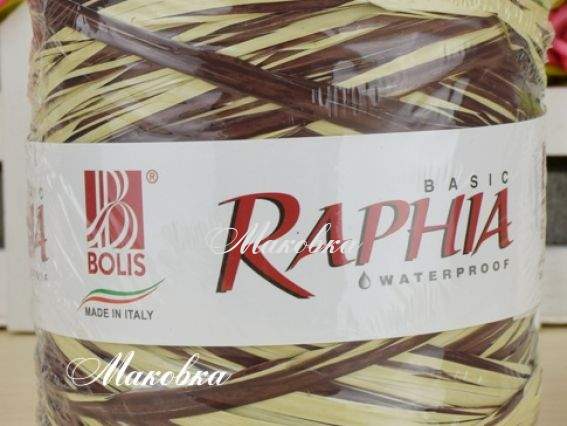 BASIC
RAPHIA
WATERPROOF
B
®
BOLIS
MADE IN ITALY
Маковка
Маковка